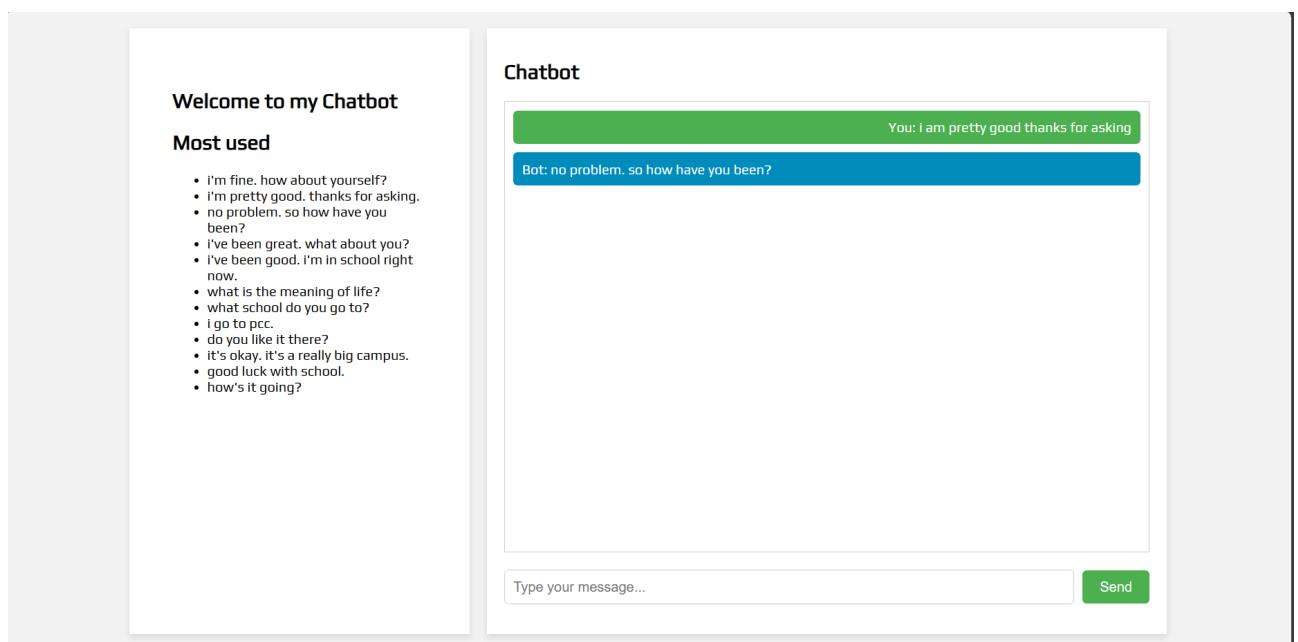 Welcome to my Chatbot
Most used
i'm fine. how about yourself?
i'm pretty good. thanks for asking.
no problem. so how have you
been?
i've been great. what about you?
i've been good. i'm in school right
now.
what is the meaning of life?
what school do you go to?
i go to pcc.
do you like it there?
it's okay. it's a really big campus.
good luck with school.
how's it going?
Chatbot
You: i am pretty good thanks for asking
Bot: no problem. so how have you been?
Type your message...
Send